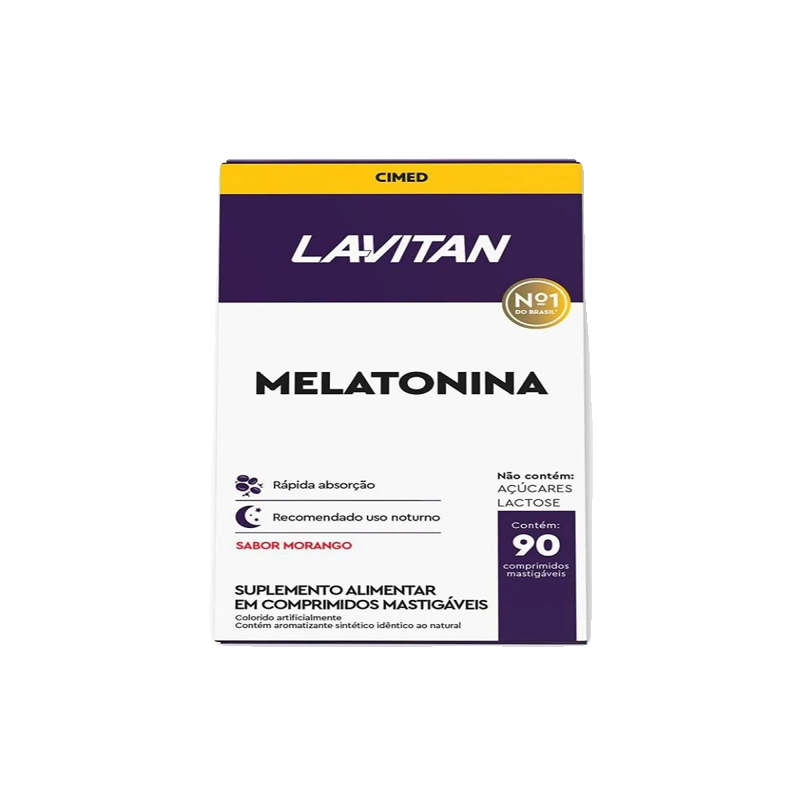 CIMED
LAVITAN
Nº1
DO BRASIL*
MELATONINA
Rápida absorção
Recomendado uso noturno
SABOR MORANGO
Não contém:
AÇÚCARES
LACTOSE
Contém:
90
comprimidos
mastigáveis
SUPLEMENTO ALIMENTAR
EM COMPRIMIDOS MASTIGÁVEIS
Colorido artificialmente
Contém aromatizante sintético idêntico ao natural